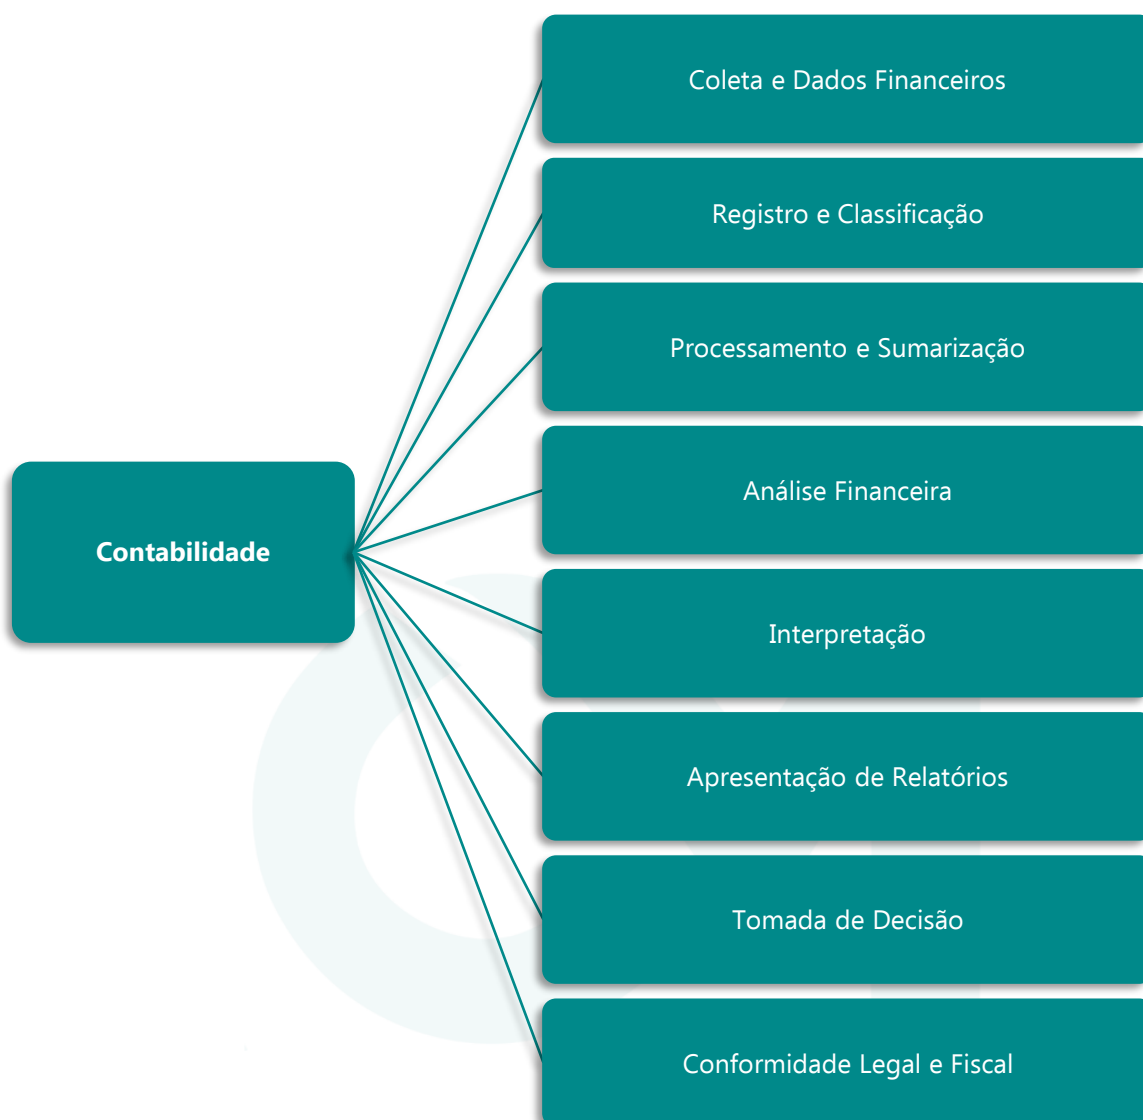 Coleta e Dados Financeiros
Registro e Classificação
Processamento e Sumarização
Análise Financeira
Contabilidade
Interpretação
Apresentação de Relatórios
Tomada de Decisão
Conformidade Legal e Fiscal